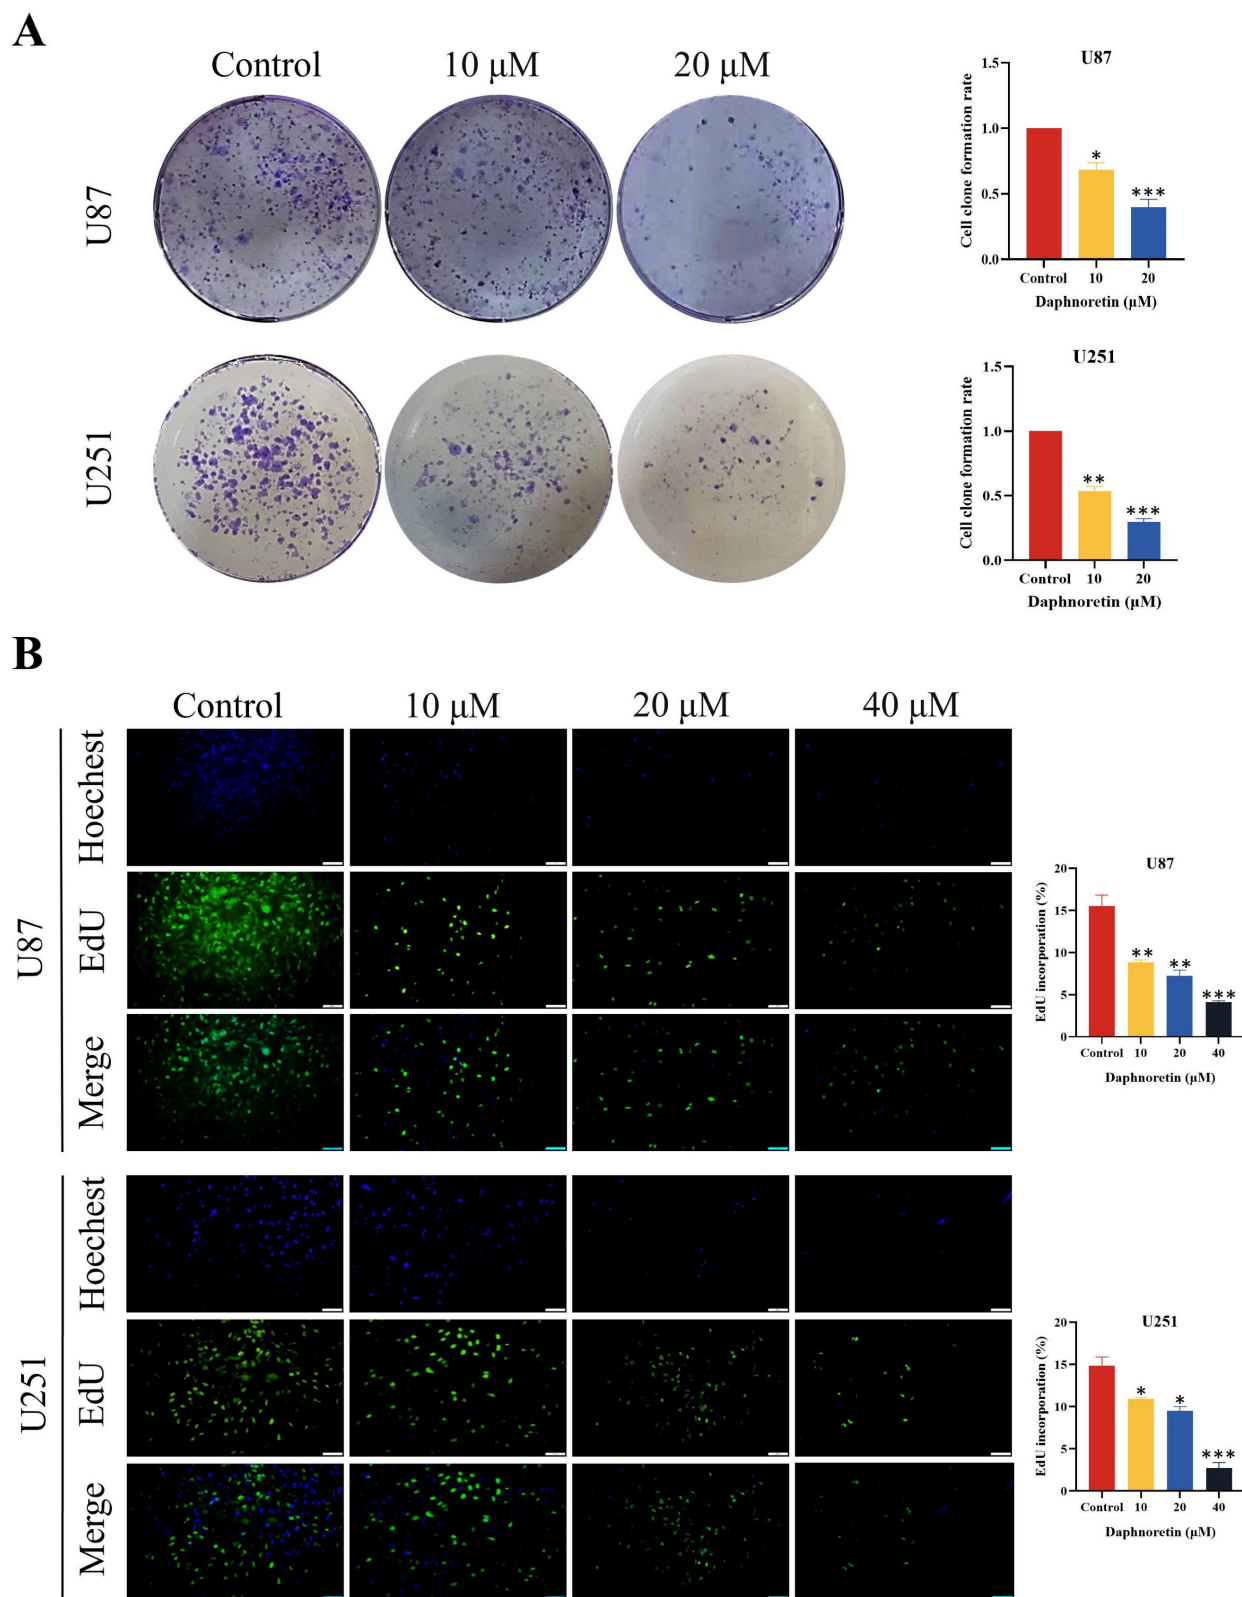 A
Control 10 μM 20 μM
U87
U251
U87
Cell clone formation rate
1.5
1.0
0.5
0.0
*
***
Control 10 20
Daphnoretin (μM)
U251
Cell clone formation rate
1.5
1.0
0.5
0.0
**
***
Control 10 20
Daphnoretin (μM)
B
Control 10 μM 20 μM 40 μM
U87
Hoechest
EdU
Merge
U251
Hoechest
EdU
Merge
U87
EdU incorporation (%)
20
15
10
5
0
**
**
***
Control 10 20 40
Daphnoretin (μM)
U251
EdU incorporation (%)
20
15
10
5
0
*
*
***
Control 10 20 40
Daphnoretin (μM)